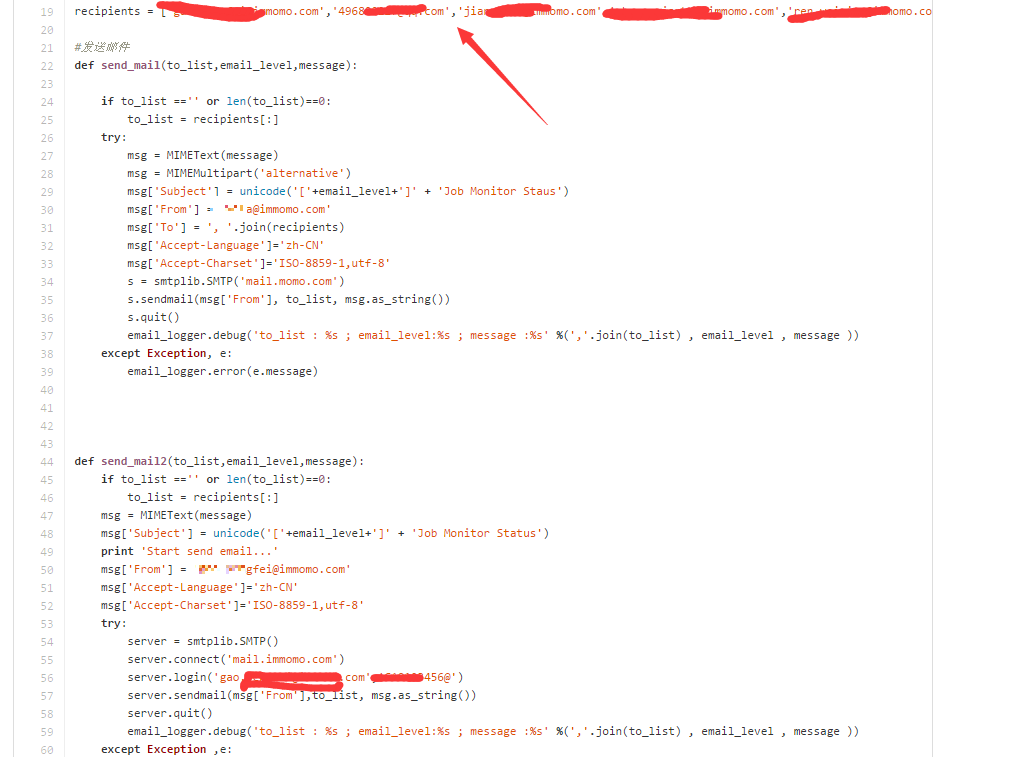 19 recipients = ['g immomo.com','4968 @qq.com','jia immomo.com' immomo.com','ren momo.co
20
21 #发送邮件
22 def send_mail(to_list,email_level,message):
23
24 if to_list =='' or len(to_list)==0:
25 to_list = recipients[:]
26 try:
27 msg = MIMEText(message)
28 msg = MIMEMultipart('alternative')
29 msg['Subject'] = unicode('['+email_level+']' + 'Job Monitor Staus')
30 msg['From'] = a@immomo.com'
31 msg['To'] = ', '.join(recipients)
32 msg['Accept-Language']='zh-CN'
33 msg['Accept-Charset']='ISO-8859-1,utf-8'
34 s = smtplib.SMTP('mail.momo.com')
35 s.sendmail(msg['From'], to_list, msg.as_string())
36 s.quit()
37 email_logger.debug('to_list : %s ; email_level:%s ; message :%s' %(','.join(to_list) , email_level , message ))
38 except Exception, e:
39 email_logger.error(e.message)
40
41
42
43
44 def send_mail2(to_list,email_level,message):
45 if to_list =='' or len(to_list)==0:
46 to_list = recipients[:]
47 msg = MIMEText(message)
48 msg['Subject'] = unicode('['+email_level+']' + 'Job Monitor Status')
49 print 'Start send email...'
50 msg['From'] = gfei@immomo.com'
51 msg['Accept-Language']='zh-CN'
52 msg['Accept-Charset']='ISO-8859-1,utf-8'
53 try:
54 server = smtplib.SMTP()
55 server.connect('mail.immomo.com')
56 server.login('gao. .com' 456@')
57 server.sendmail(msg['From'],to_list, msg.as_string())
58 server.quit()
59 email_logger.debug('to_list : %s ; email_level:%s ; message :%s' %(','.join(to_list) , email_level , message ))
60 except Exception ,e: